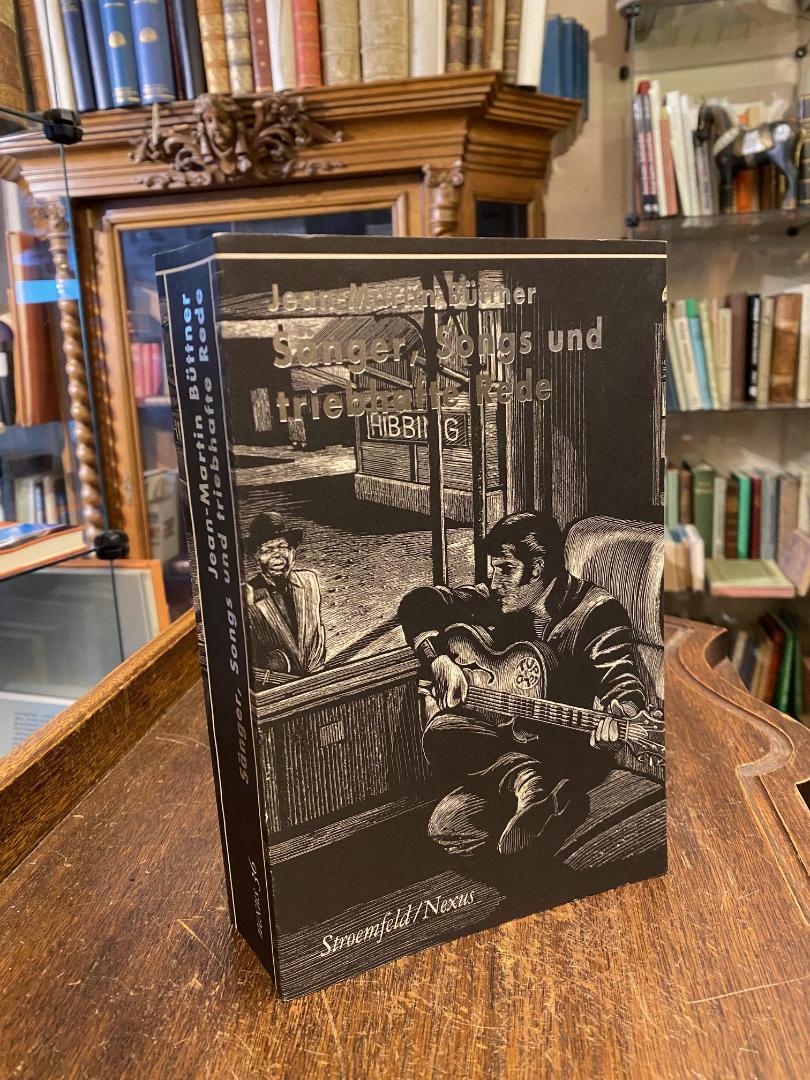 Jean-Martin Büttner
Sänger, Songs und
triebhafte Rede
HIBBING
Stroemfeld/Nexus
Jean-Martin Büttner
Sänger, Songs und triebhafte Rede